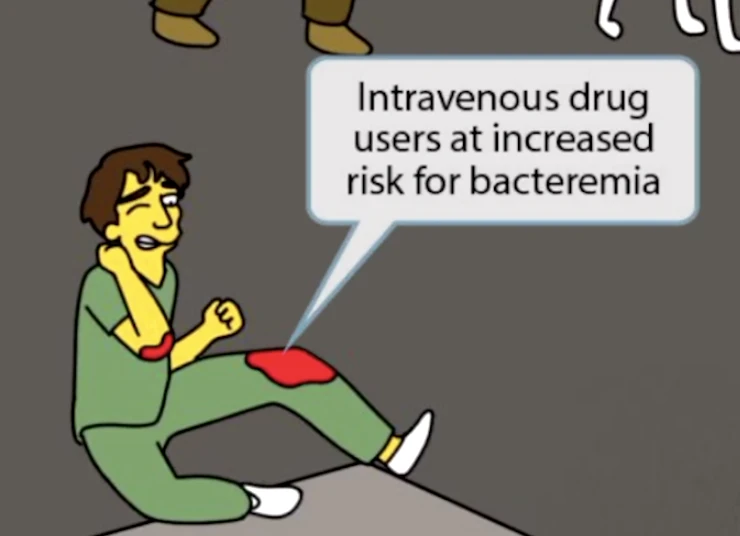 Intravenous drug
users at increased
risk for bacteremia